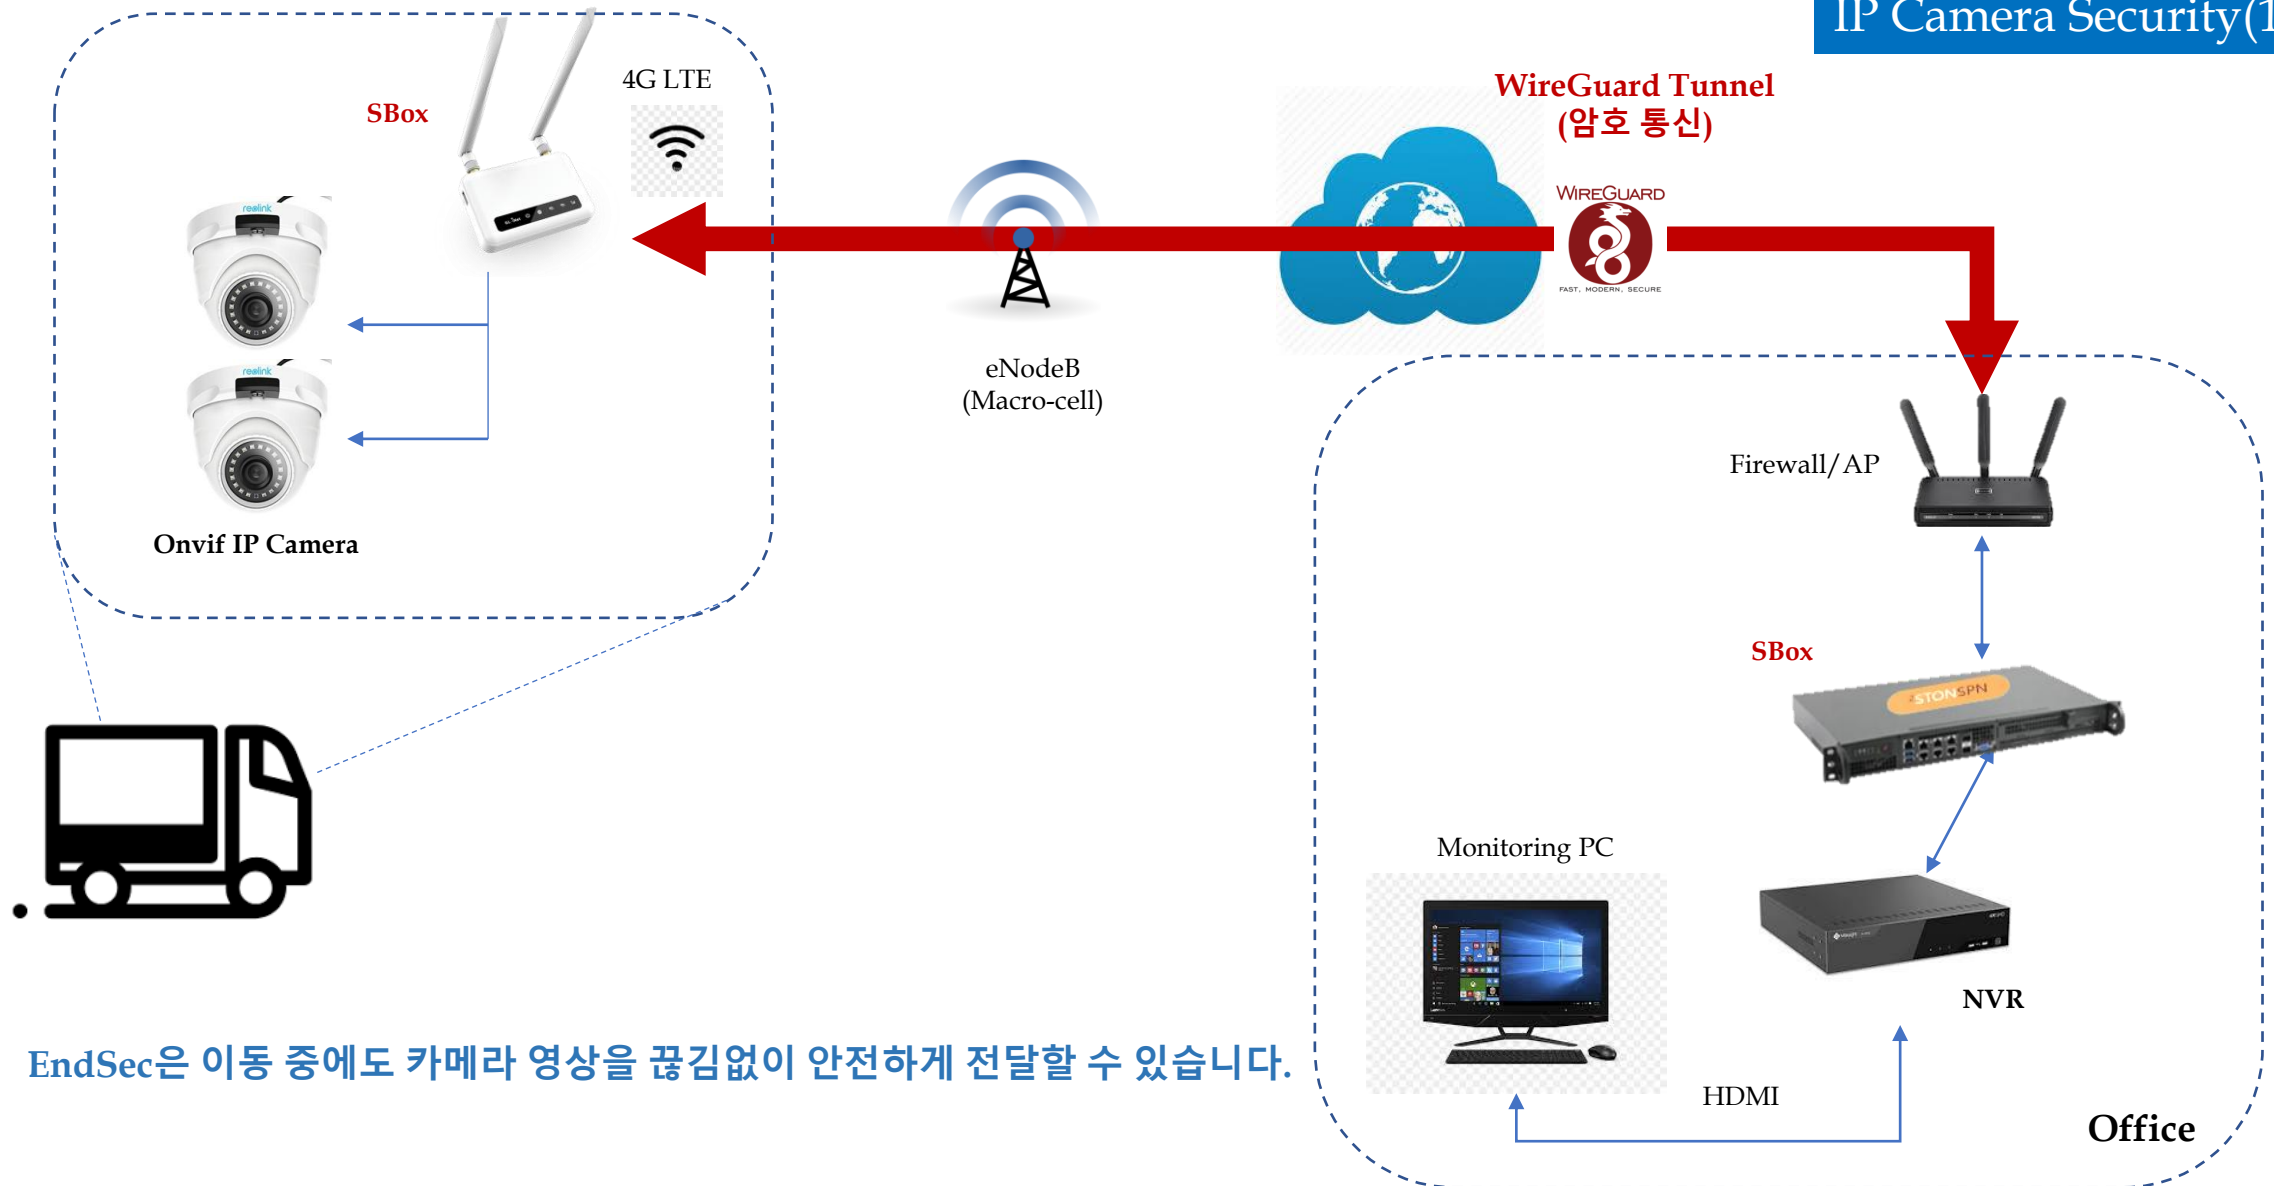 IP Camera Security(1
4G LTE
SBox
WireGuard Tunnel
(암호 통신)
WIREGUARD
FAST, MODERN, SECURE
reolink
reolink
eNodeB
(Macro-cell)
Onvif IP Camera
Firewall/AP
SBox
STONSPN
Monitoring PC
NVR
HDMI
Office
EndSec은 이동 중에도 카메라 영상을 끊김없이 안전하게 전달할 수 있습니다.